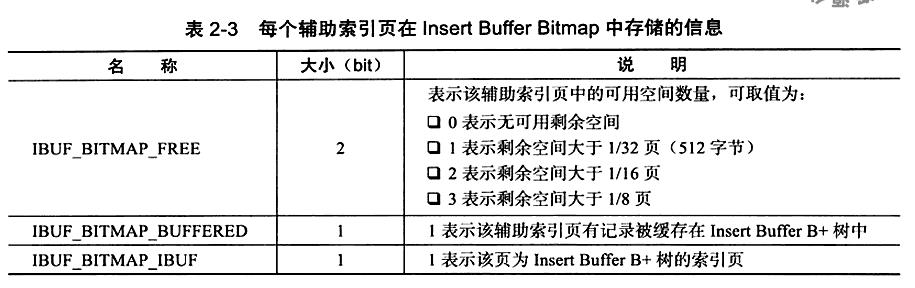 表 2-3 每个辅助索引页在 Insert Buffer Bitmap 中存储的信息
名 称 大小（bit） 说 明
表示该辅助索引页中的可用空间数量，可取值为：
❑ 0 表示无可用剩余空间
IBUF_BITMAP_FREE 2 ❑ 1 表示剩余空间大于 1/32 页（512 字节）
❑ 2 表示剩余空间大于 1/16 页
❑ 3 表示剩余空间大于 1/8 页
IBUF_BITMAP_BUFFERED 1 1 表示该辅助索引页有记录被缓存在 Insert Buffer B+ 树中
IBUF_BITMAP_IBUF 1 1 表示该页为 Insert Buffer B+ 树的索引页